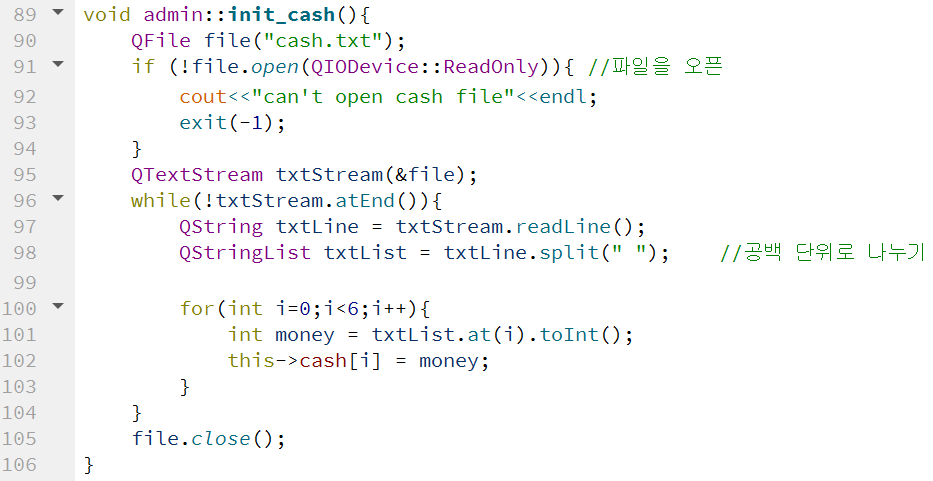 89 void admin::init_cash(){
90 QFile file("cash.txt");
91 if (!file.open(QIODevice::ReadOnly)){ //파일을 오픈
92 cout<<"can't open cash file"<<endl;
93 exit(-1);
94 }
95 QTextStream txtStream(&file);
96 while(!txtStream.atEnd()){
97 QString txtLine = txtStream.readLine();
98 QStringList txtList = txtLine.split(" "); //공백 단위로 나누기
99
100 for(int i=0;i<6;i++){
101 int money = txtList.at(i).toInt();
102 this->cash[i] = money;
103 }
104 }
105 file.close();
106 }